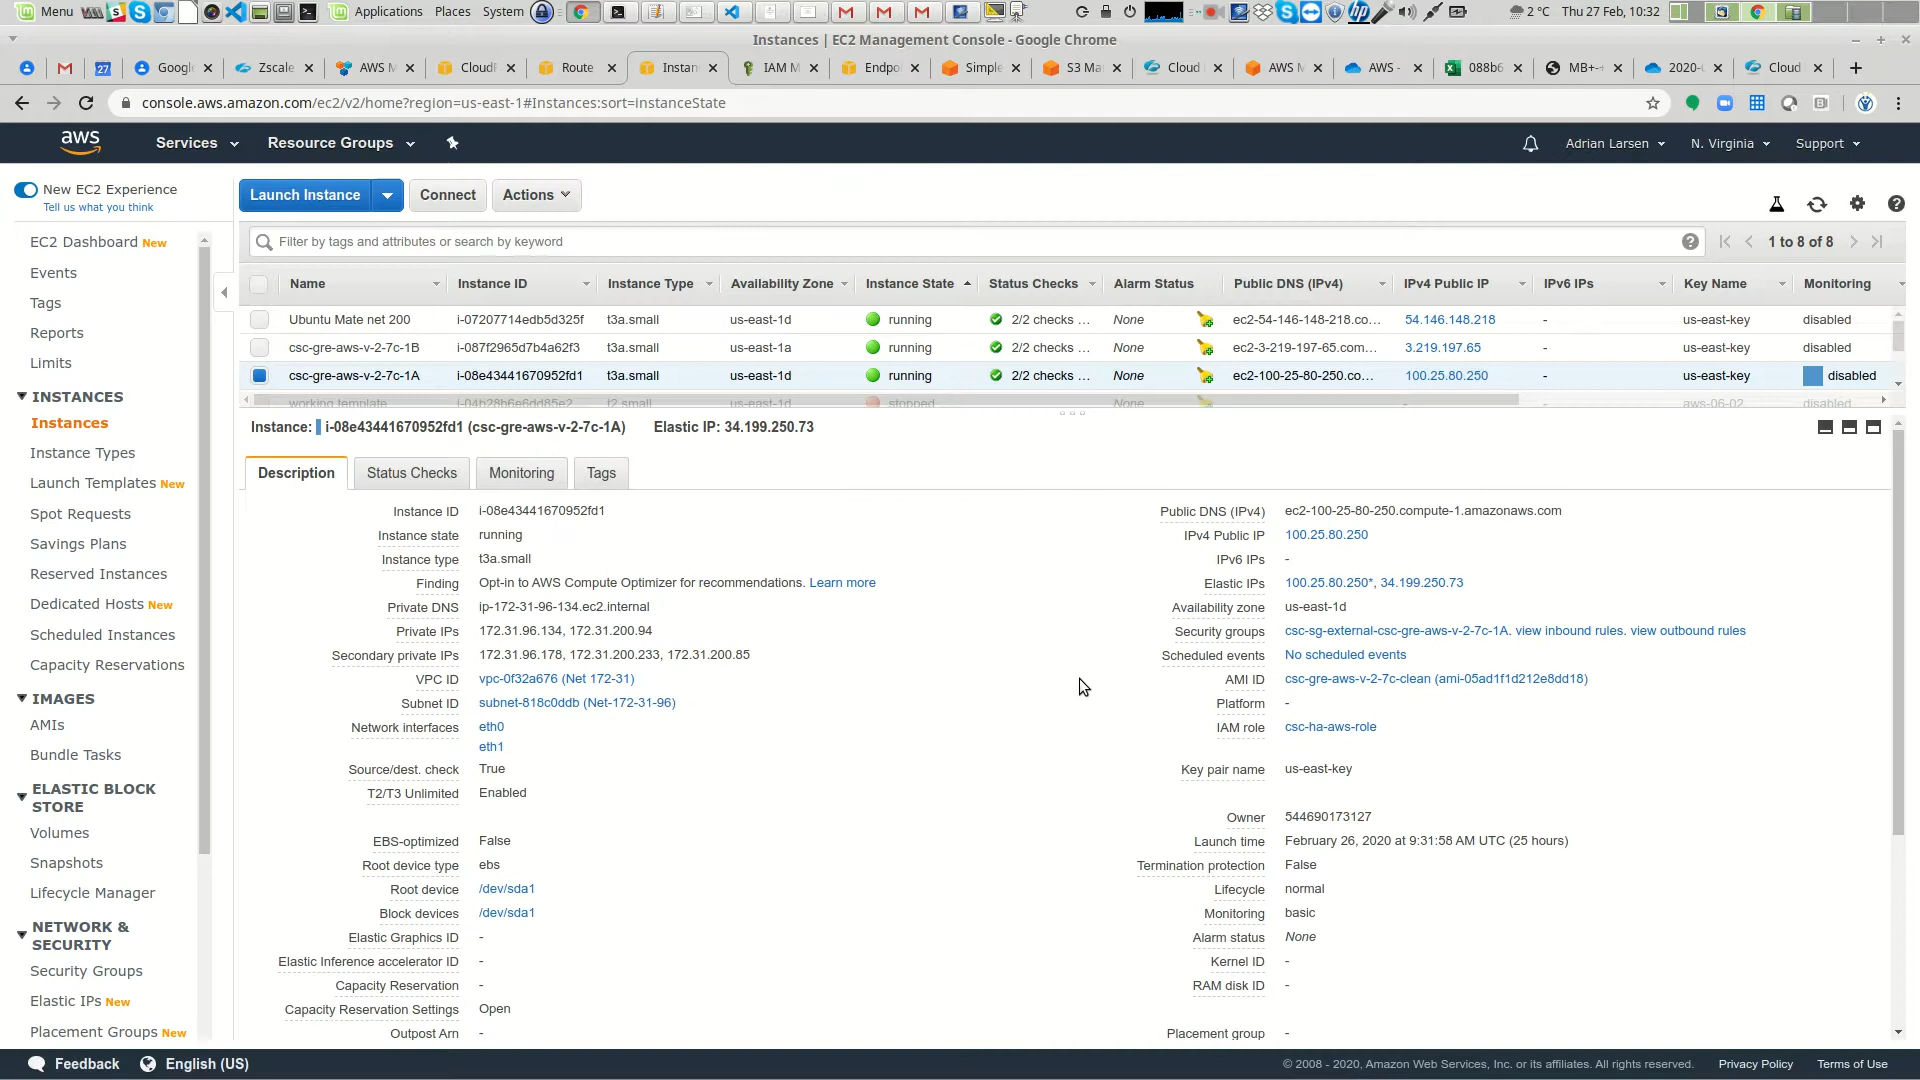 Menu Applications Places System 2 °C Thu 27 Feb, 10:32
Instances | EC2 Management Console - Google Chrome
27 Google Zscale AWS M CloudF Route Instan IAM M Endpo Simple S3 Ma Cloud AWS M AWS - 088b6 MB+- 2020- Cloud
console.aws.amazon.com/ec2/v2/home?region=us-east-1#Instances:sort=instanceState
aws Services Resource Groups Adrian Larsen N. Virginia Support
New EC2 Experience
Tell us what you think
EC2 Dashboard New
Events
Tags
Reports
Limits
INSTANCES
Instances
Instance Types
Launch Templates New
Spot Requests
Savings Plans
Reserved Instances
Dedicated Hosts New
Scheduled Instances
Capacity Reservations
IMAGES
AMIs
Bundle Tasks
ELASTIC BLOCK
STORE
Volumes
Snapshots
Lifecycle Manager
NETWORK &
SECURITY
Security Groups
Elastic IPs New
Placement Groups New
Launch Instance Connect Actions
Filter by tags and attributes or search by keyword 1 to 8 of 8
Name Instance ID Instance Type Availability Zone Instance State Status Checks Alarm Status Public DNS (IPv4) IPv4 Public IP IPv6 IPs Key Name Monitoring
Ubuntu Mate net 200 i-07207714edb5d325f t3a.small us-east-1d running 2/2 checks ... None ec2-54-146-148-218.co... 54.146.148.218 - us-east-key disabled
csc-gre-aws-v-2-7c-1B i-087f2965d7b4a62f3 t3a.small us-east-1a running 2/2 checks ... None ec2-3-219-197-65.com... 3.219.197.65 - us-east-key disabled
csc-gre-aws-v-2-7c-1A i-08e43441670952fd1 t3a.small us-east-1d running 2/2 checks ... None ec2-100-25-80-250.co... 100.25.80.250 - us-east-key disabled
working template i-04b28b6e6dd85e2 t2.small us-east-1d stopped None - - aws-06-02 disabled
Instance: i-08e43441670952fd1 (csc-gre-aws-v-2-7c-1A) Elastic IP: 34.199.250.73
Description Status Checks Monitoring Tags
Instance ID i-08e43441670952fd1 Public DNS (IPv4) ec2-100-25-80-250.compute-1.amazonaws.com
Instance state running IPv4 Public IP 100.25.80.250
Instance type t3a.small IPv6 IPs -
Finding Opt-in to AWS Compute Optimizer for recommendations. Learn more Elastic IPs 100.25.80.250*, 34.199.250.73
Private DNS ip-172-31-96-134.ec2.internal Availability zone us-east-1d
Private IPs 172.31.96.134, 172.31.200.94 Security groups csc-sg-external-csc-gre-aws-v-2-7c-1A. view inbound rules. view outbound rules
Secondary private IPs 172.31.96.178, 172.31.200.233, 172.31.200.85 Scheduled events No scheduled events
VPC ID vpc-0f32a676 (Net 172-31) AMI ID csc-gre-aws-v-2-7c-clean (ami-05ad1f1d212e8dd18)
Subnet ID subnet-818c0ddb (Net-172-31-96) Platform -
Network interfaces eth0 IAM role csc-ha-aws-role
eth1
Source/dest. check True Key pair name us-east-key
T2/T3 Unlimited Enabled
Owner 544690173127
EBS-optimized False Launch time February 26, 2020 at 9:31:58 AM UTC (25 hours)
Root device type ebs Termination protection False
Root device /dev/sda1 Lifecycle normal
Block devices /dev/sda1 Monitoring basic
Elastic Graphics ID - Alarm status None
Elastic Inference accelerator ID - Kernel ID -
Capacity Reservation - RAM disk ID -
Capacity Reservation Settings Open
Outpost Arn - Placement group -
Feedback English (US) © 2008 - 2020, Amazon Web Services, Inc. or its affiliates. All rights reserved. Privacy Policy Terms of Use